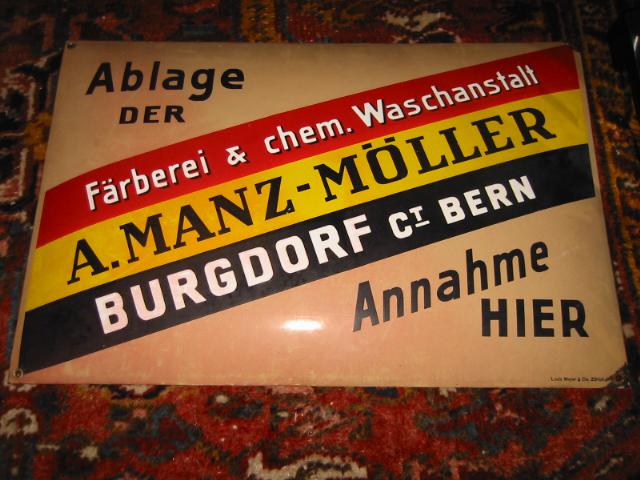 Ablage
DER
Färberei & chem. Waschanstalt
A. MANZ-MÖLLER
BURGDORF CT BERN
Annahme
HIER